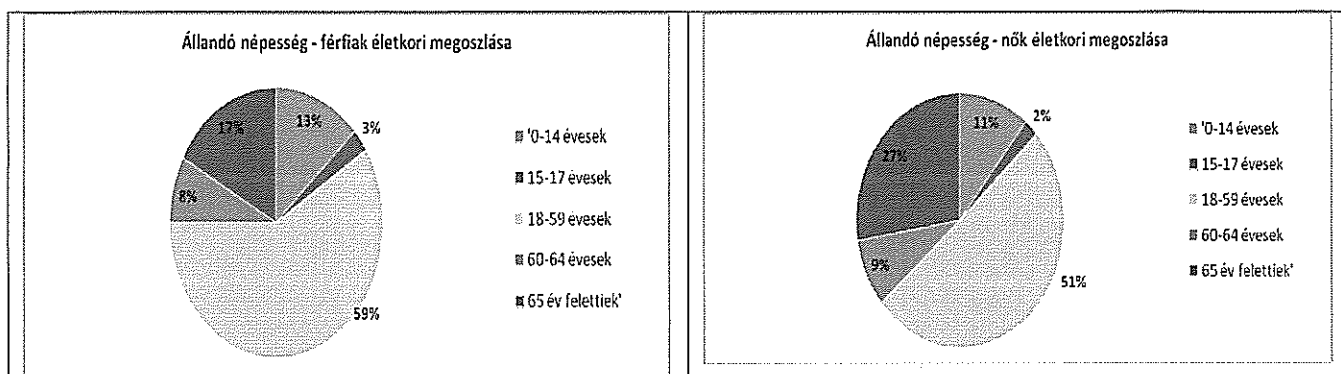 Állandó népesség - férfiak életkori megoszlása
17%
13%
3%
8%
59%
'0-14 évesek
15-17 évesek
18-59 évesek
60-64 évesek
65 év felettiek'
Állandó népesség - nők életkori megoszlása
11%
2%
27%
9%
51%
'0-14 évesek
15-17 évesek
18-59 évesek
60-64 évesek
65 év felettiek'